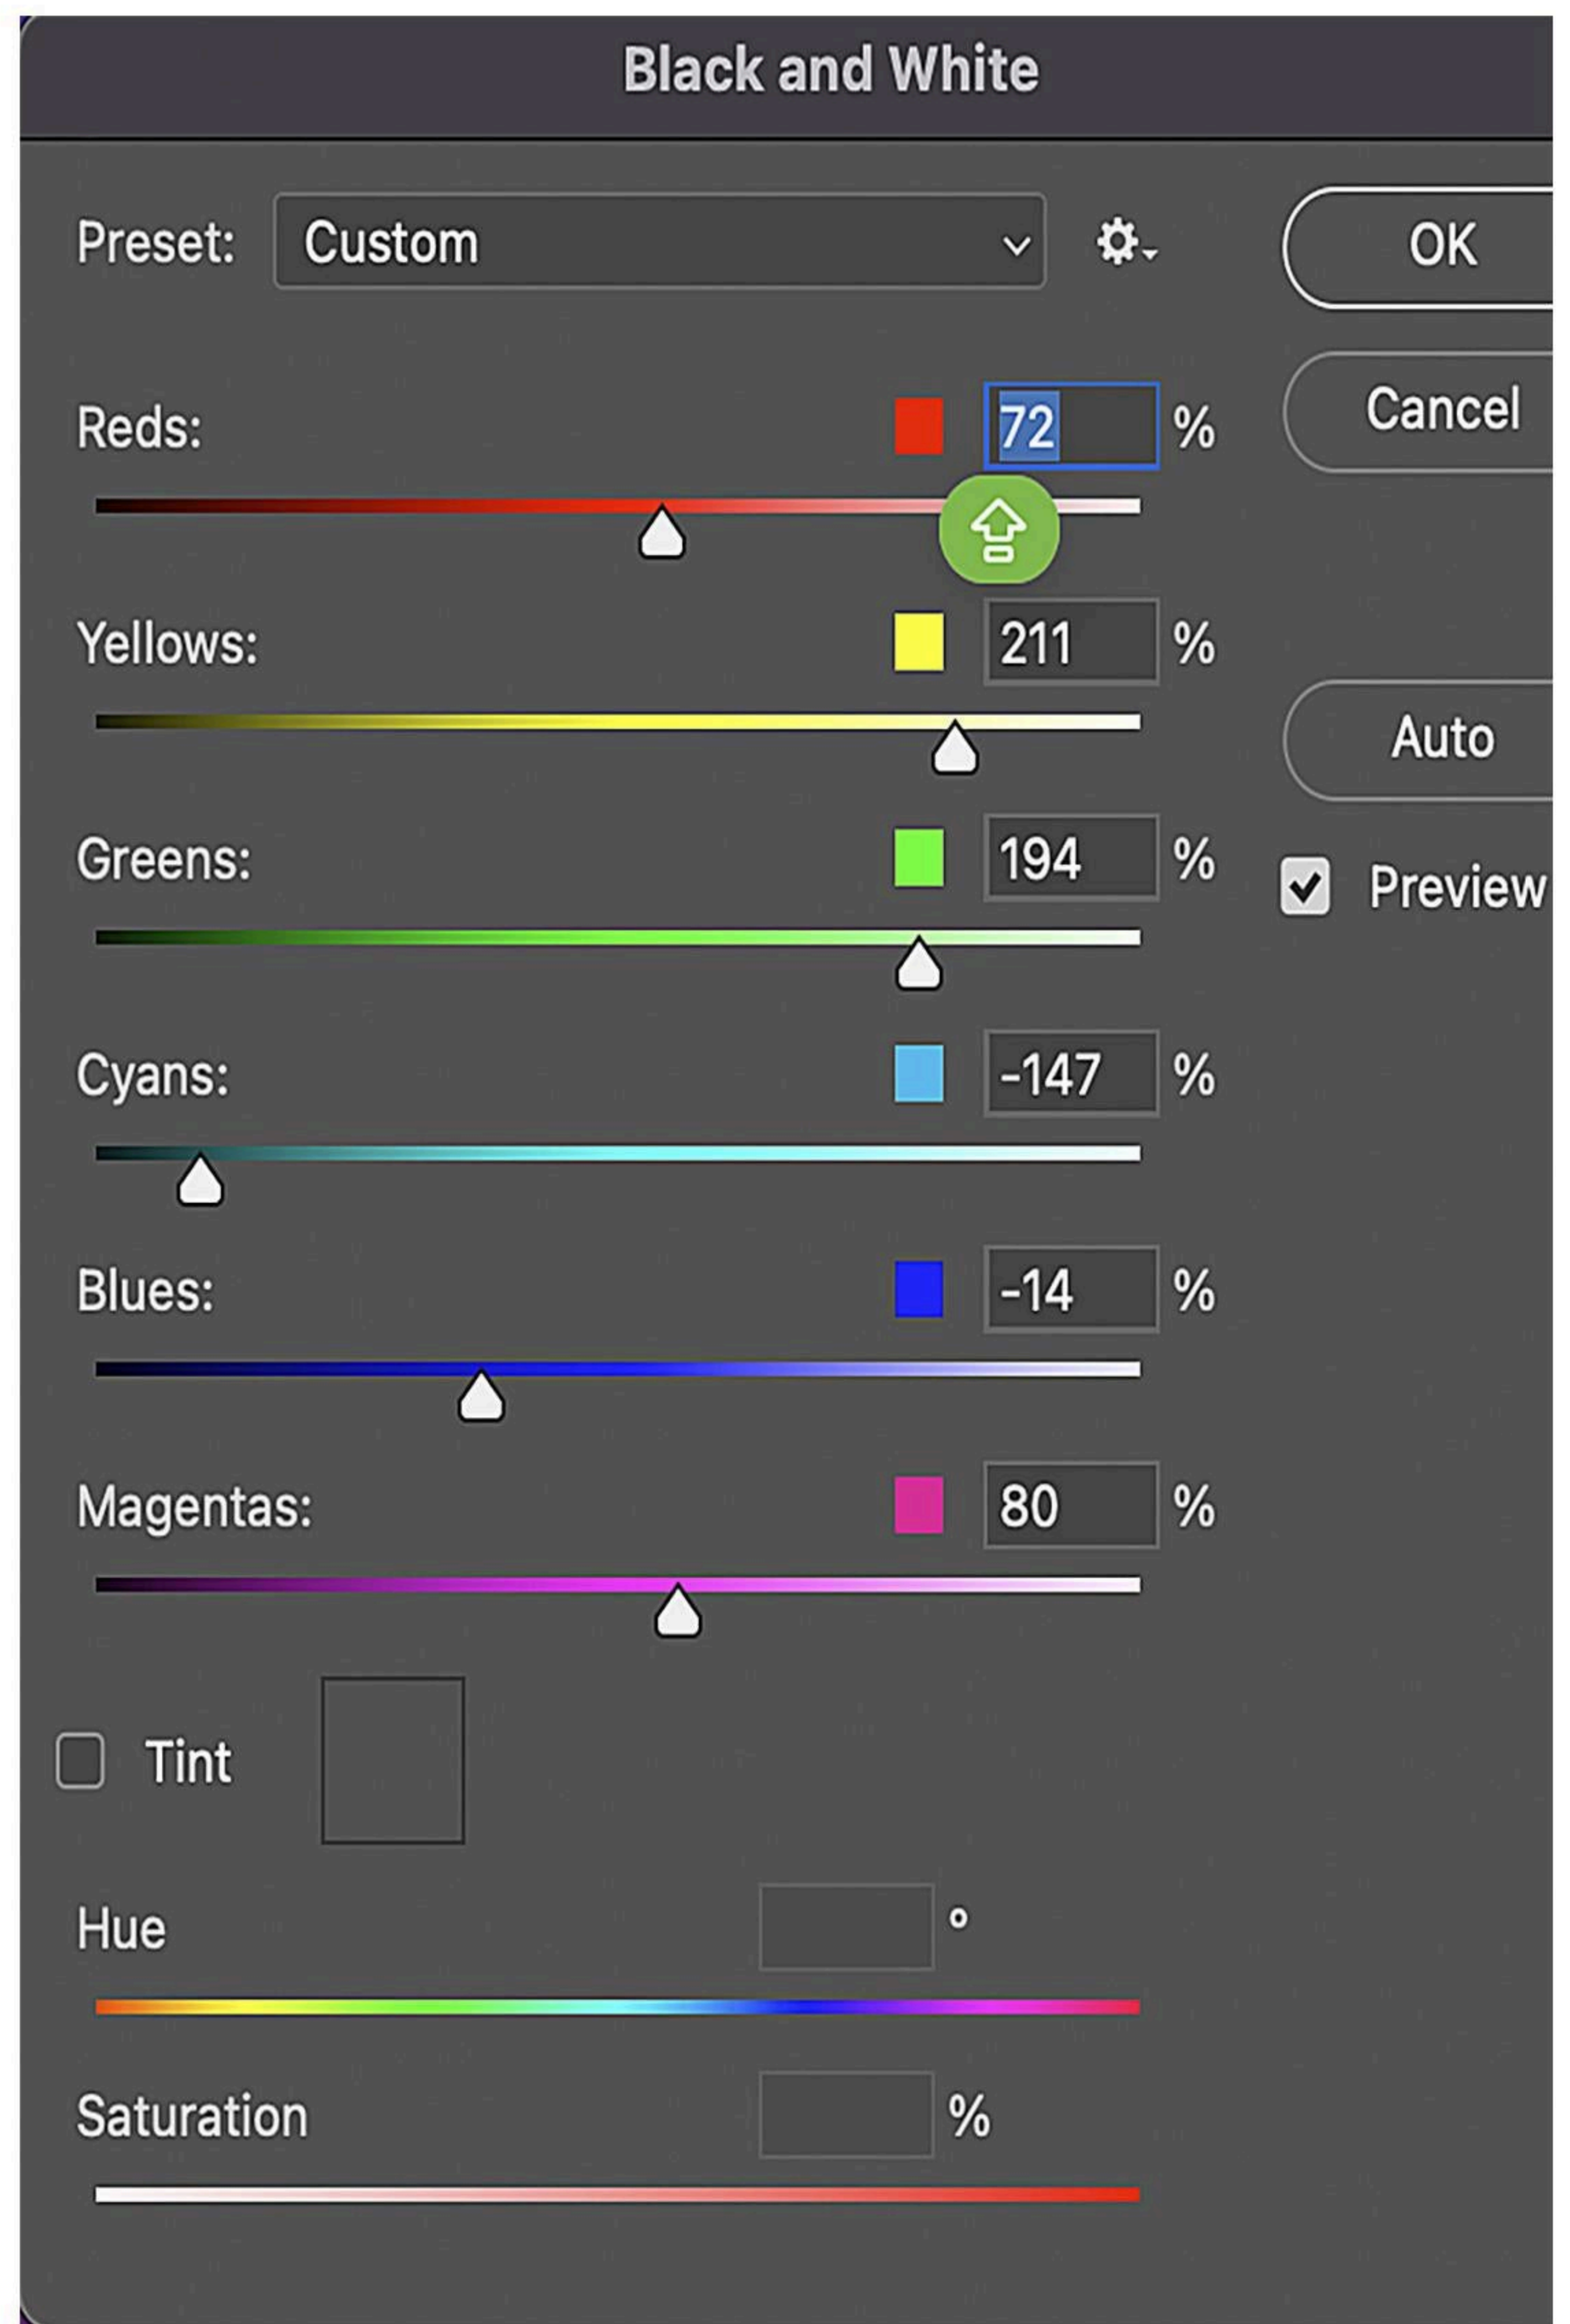 Black and White
Preset: Custom OK
Reds: 72 % Cancel
Yellows: 211 %
Auto
Greens: 194 %
Preview
Cyans: -147 %
Blues: -14 %
Magentas: 80 %
Tint
Hue °
Saturation %